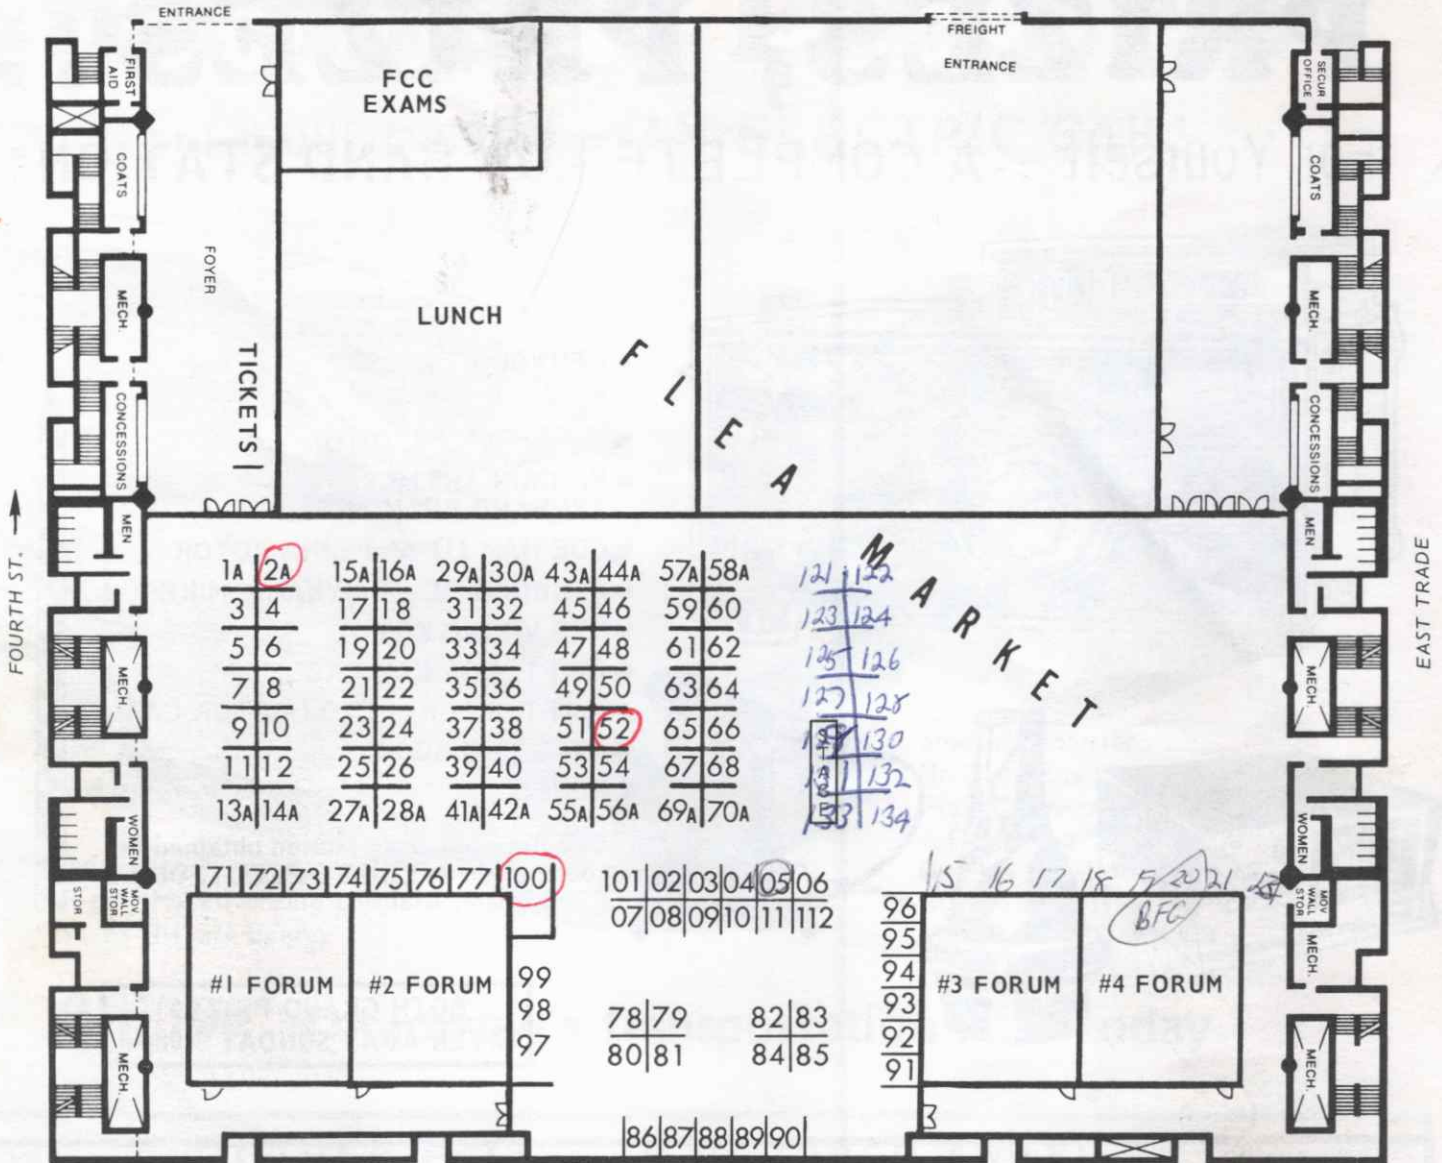 ENTRANCE
FREIGHT
ENTRANCE
FIRST AID
FCC
EXAMS
SECUR OFFICE
COATS
COATS
FOYER
MECH.
LUNCH
MECH.
TICKETS
CONCESSIONS
CONCESSIONS
FLEA
MARKET
FOURTH ST.
EAST TRADE
MEN
MEN
1A 2A 15A 16A 29A 30A 43A 44A 57A 58A 121 122
3 4 17 18 31 32 45 46 59 60 123 124
5 6 19 20 33 34 47 48 61 62 125 126
7 8 21 22 35 36 49 50 63 64 127 128
9 10 23 24 37 38 51 52 65 66 130
11 12 25 26 39 40 53 54 67 68 132
13A 14A 27A 28A 41A 42A 55A 56A 69A 70A 133 134
MECH.
MECH
WOMEN
WOMEN
71 72 73 74 75 76 77 100 101 02 03 04 05 06 15 16 17 18 20 21
07 08 09 10 11 112 96
BFC
STOR
MOV WALL STOR
MOV WALL STOR
95
MECH.
#1 FORUM #2 FORUM 99 94 #3 FORUM #4 FORUM
98 78 79 82 83 93
97 80 81 84 85 92
91
MECH.
MECH.
86 87 88 89 90